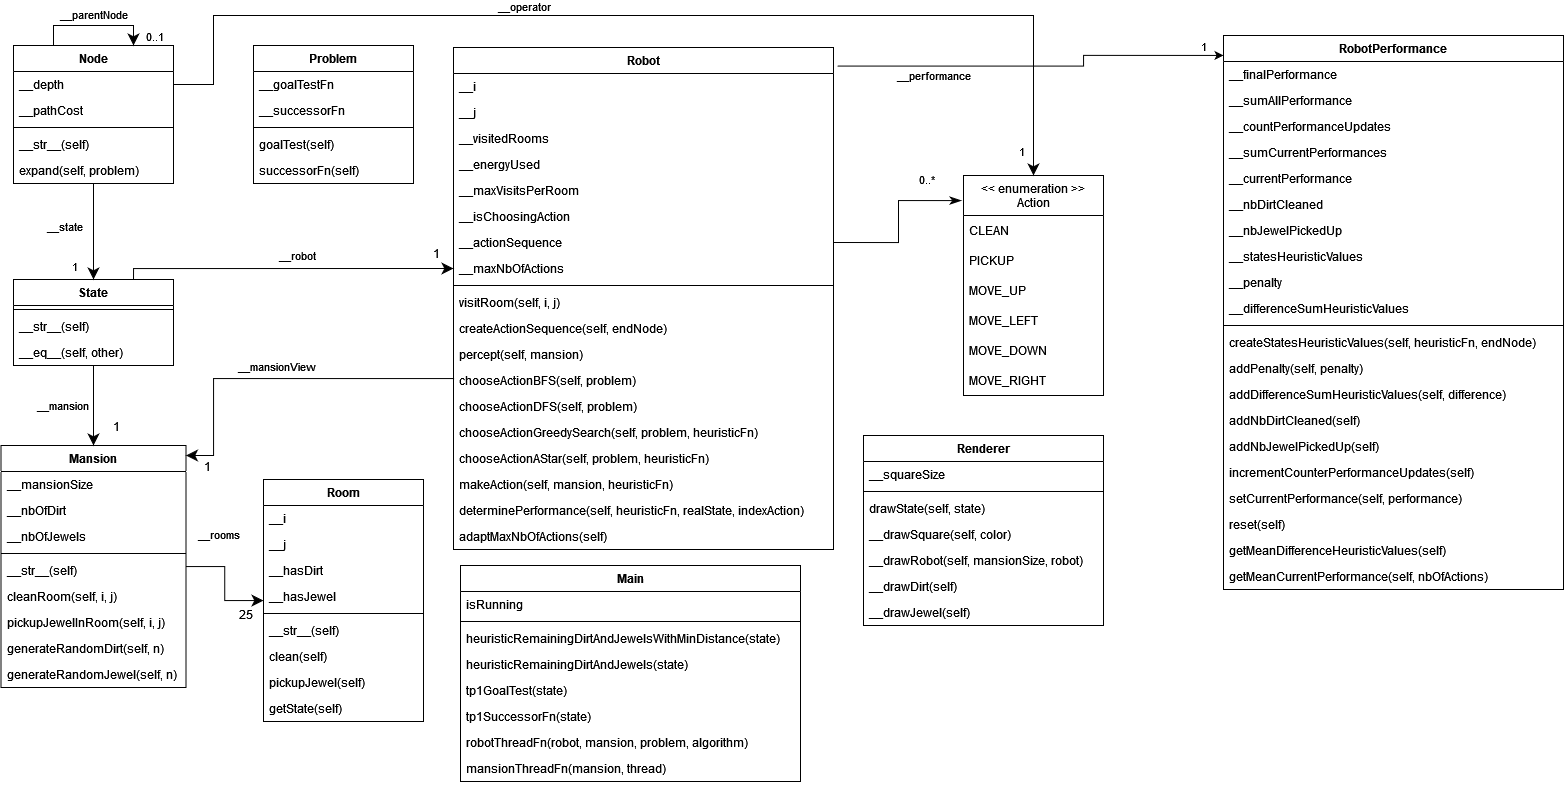 __parentNode
0..1
Node
__depth
__pathCost
__str__(self)
expand(self, problem)
__operator
1
Problem
__goalTestFn
__successorFn
goalTest(self)
successorFn(self)
__state
1
State
__str__(self)
__eq__(self, other)
__robot
1
__mansion
1
Mansion
__mansionSize
__nbOfDirt
__nbOfJewels
__str__(self)
cleanRoom(self, i, j)
pickupJewelInRoom(self, i, j)
generateRandomDirt(self, n)
generateRandomJewel(self, n)
__mansionView
1
__rooms
25
Room
__i
__j
__hasDirt
__hasJewel
__str__(self)
clean(self)
pickupJewel(self)
getState(self)
Robot
__i
__j
__visitedRooms
__energyUsed
__maxVisitsPerRoom
__isChoosingAction
__actionSequence
__maxNbOfActions
visitRoom(self, i, j)
createActionSequence(self, endNode)
percept(self, mansion)
chooseActionBFS(self, problem)
chooseActionDFS(self, problem)
chooseActionGreedySearch(self, problem, heuristicFn)
chooseActionAStar(self, problem, heuristicFn)
makeAction(self, mansion, heuristicFn)
determinePerformance(self, heuristicFn, realState, indexAction)
adaptMaxNbOfActions(self)
Main
isRunning
heuristicRemainingDirtAndJewelsWithMinDistance(state)
heuristicRemainingDirtAndJewels(state)
tp1GoalTest(state)
tp1SuccessorFn(state)
robotThreadFn(robot, mansion, problem, algorithm)
mansionThreadFn(mansion, thread)
__performance
1
0..*
<< enumeration >>
Action
CLEAN
PICKUP
MOVE_UP
MOVE_LEFT
MOVE_DOWN
MOVE_RIGHT
Renderer
__squareSize
drawState(self, state)
__drawSquare(self, color)
__drawRobot(self, mansionSize, robot)
__drawDirt(self)
__drawJewel(self)
RobotPerformance
__finalPerformance
__sumAllPerformance
__countPerformanceUpdates
__sumCurrentPerformances
__currentPerformance
__nbDirtCleaned
__nbJewelPickedUp
__statesHeuristicValues
__penalty
__differenceSumHeuristicValues
createStatesHeuristicValues(self, heuristicFn, endNode)
addPenalty(self, penalty)
addDifferenceSumHeuristicValues(self, difference)
addNbDirtCleaned(self)
addNbJewelPickedUp(self)
incrementCounterPerformanceUpdates(self)
setCurrentPerformance(self, performance)
reset(self)
getMeanDifferenceHeuristicValues(self)
getMeanCurrentPerformance(self, nbOfActions)